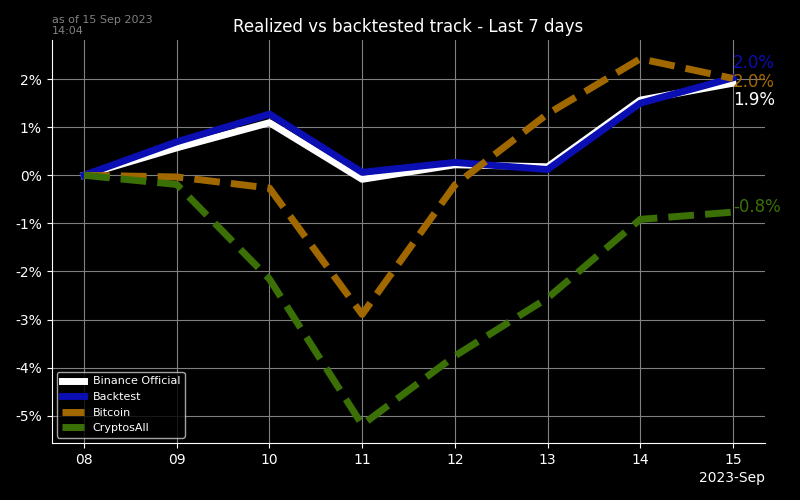 as of 15 Sep 2023
14:04
Realized vs backtested track - Last 7 days
2%
1%
0%
-1%
-2%
-3%
-4%
-5%
2.0%
2.0%
1.9%
-0.8%
Binance Official
Backtest
Bitcoin
CryptosAll
08 09 10 11 12 13 14 15
2023-Sep